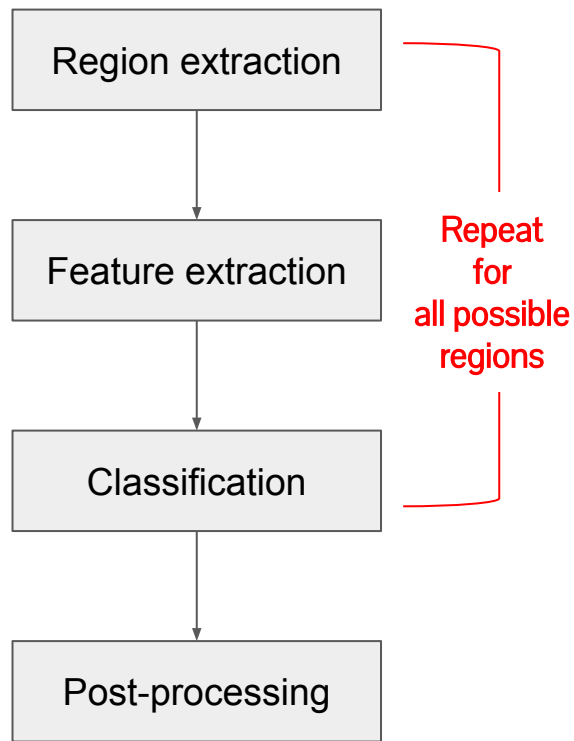 Region extraction
Feature extraction
Repeat
for
all possible
regions
Classification
Post-processing